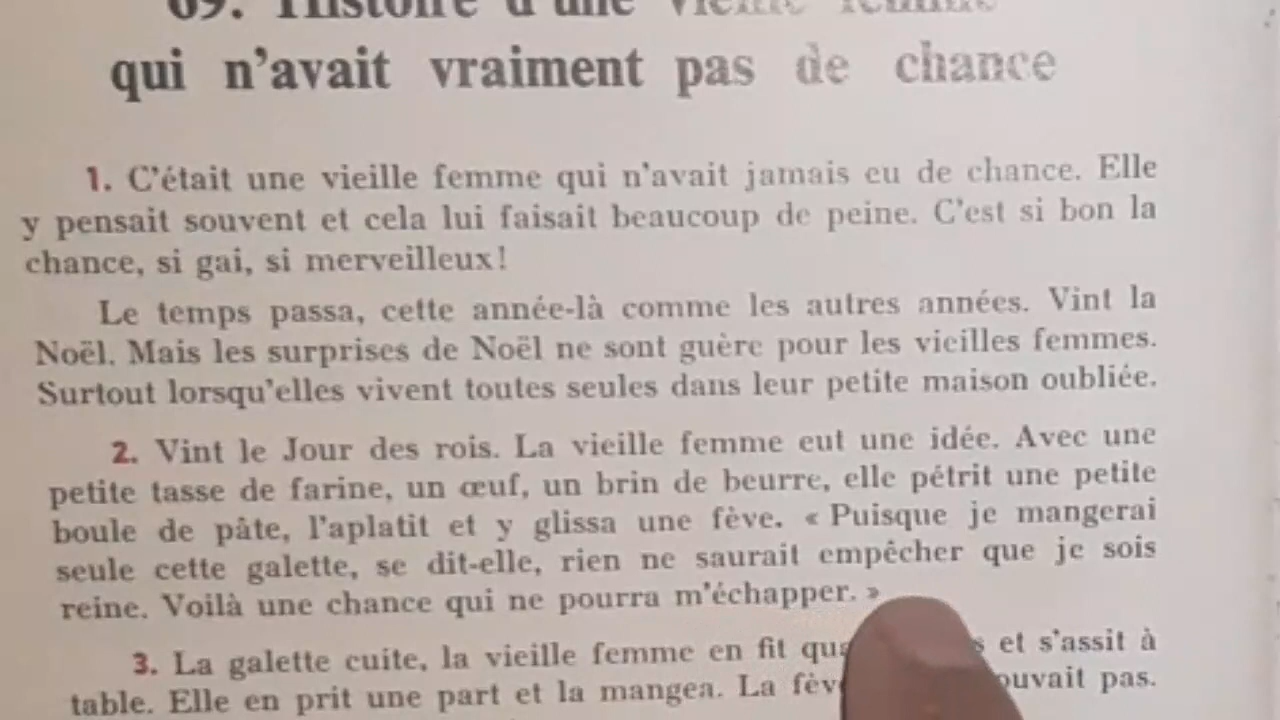 69. Histoire d'une vieille femme
qui n'avait vraiment pas de chance
1. C'était une vieille femme qui n'avait jamais eu de chance. Elle
y pensait souvent et cela lui faisait beaucoup de peine. C'est si bon la
chance, si gai, si merveilleux!
Le temps passa, cette année-là comme les autres années. Vint la
Noël. Mais les surprises de Noël ne sont guère pour les vieilles femmes.
Surtout lorsqu'elles vivent toutes seules dans leur petite maison oubliée.
2. Vint le Jour des rois. La vieille femme eut une idée. Avec une
petite tasse de farine, un œuf, un brin de beurre, elle pétrit une petite
boule de pâte, l'aplatit et y glissa une fève. « Puisque je mangerai
seule cette galette, se dit-elle, rien ne saurait empêcher que je sois
reine. Voilà une chance qui ne pourra m'échapper. »
3. La galette cuite, la vieille femme en fit et s'assit à
table. Elle en prit une part et la mangea. La pas.